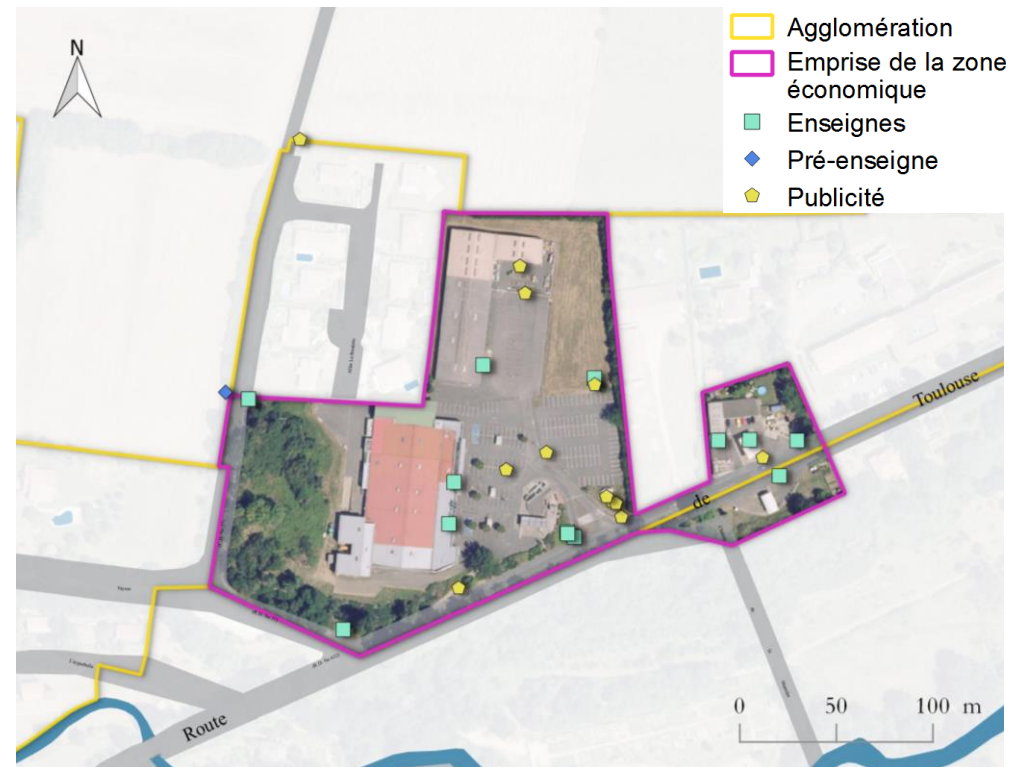 N
Agglomération
Emprise de la zone
économique
Enseignes
Pré-enseigne
Publicité
Toulouse
de
Route
0 50 100 m